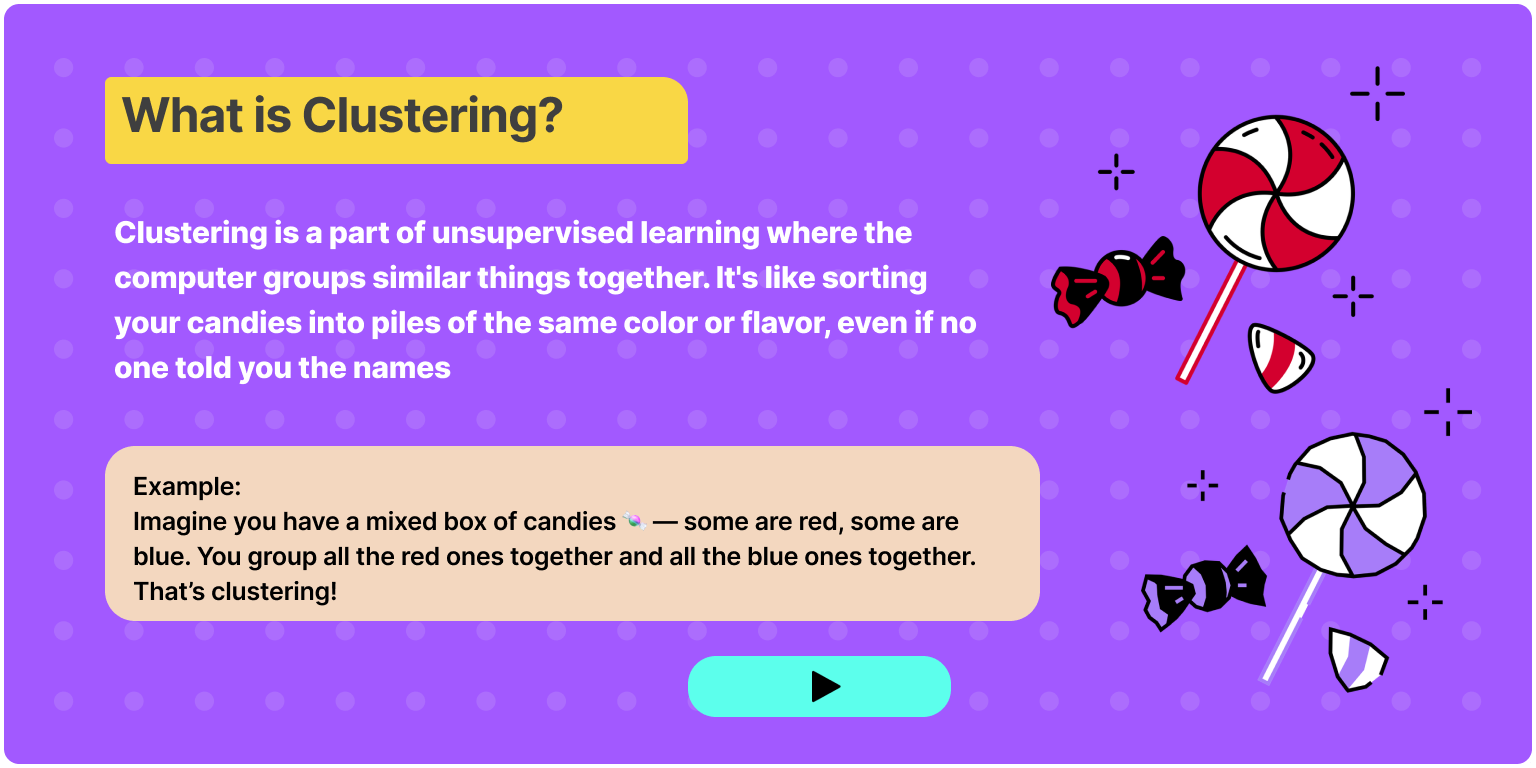 What is Clustering?
Clustering is a part of unsupervised learning where the
computer groups similar things together. It's like sorting
your candies into piles of the same color or flavor, even if no
one told you the names
Example:
Imagine you have a mixed box of candies 🍬 — some are red, some are
blue. You group all the red ones together and all the blue ones together.
That’s clustering!